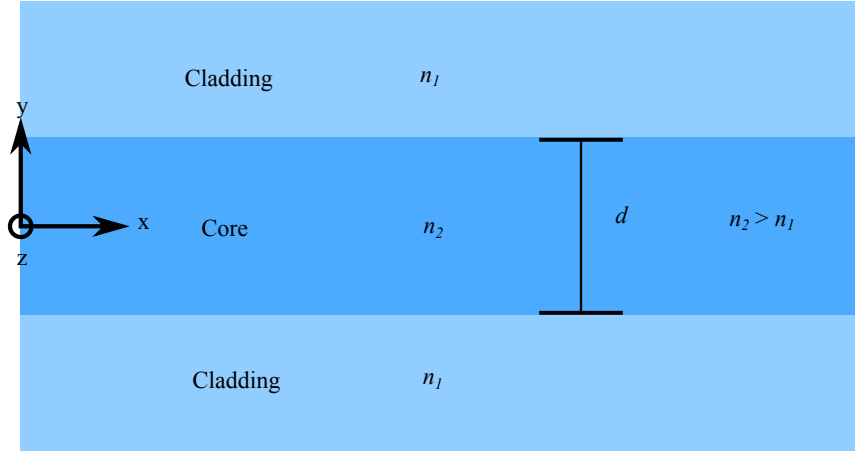 Cladding n₁
y
x
Core n₂ d n₂ > n₁
z
Cladding n₁